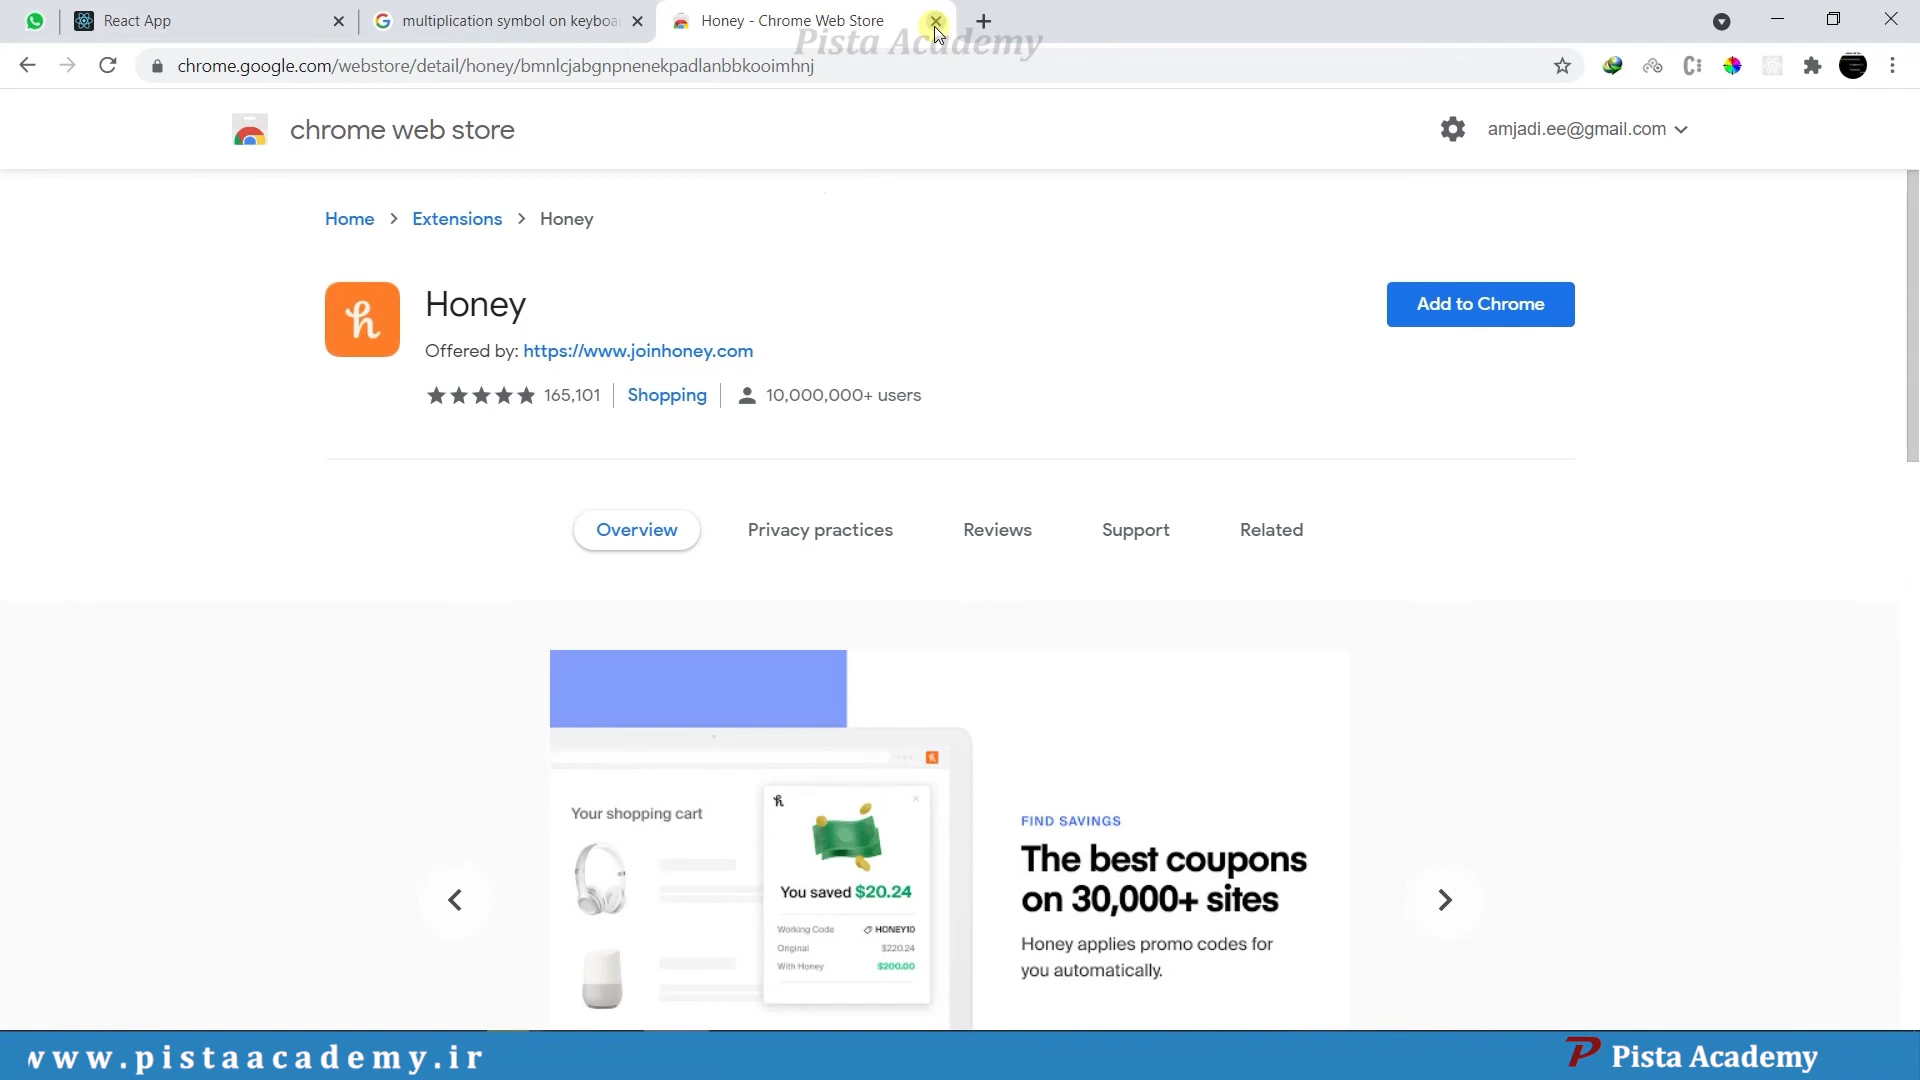 React App
multiplication symbol on keyboa
Honey - Chrome Web Store
Pista Academy
chrome.google.com/webstore/detail/honey/bmnlcjabgnpnenekpadlanbbkooimhnj
chrome web store
amjadi.ee@gmail.com
Home > Extensions > Honey
Honey
Add to Chrome
Offered by: https://www.joinhoney.com
165,101
Shopping
10,000,000+ users
Overview
Privacy practices
Reviews
Support
Related
Your shopping cart
You saved $20.24
Working Code HONEY10
Original $220.24
With Honey $200.00
FIND SAVINGS
The best coupons
on 30,000+ sites
Honey applies promo codes for
you automatically.
www.pistaacademy.ir
Pista Academy